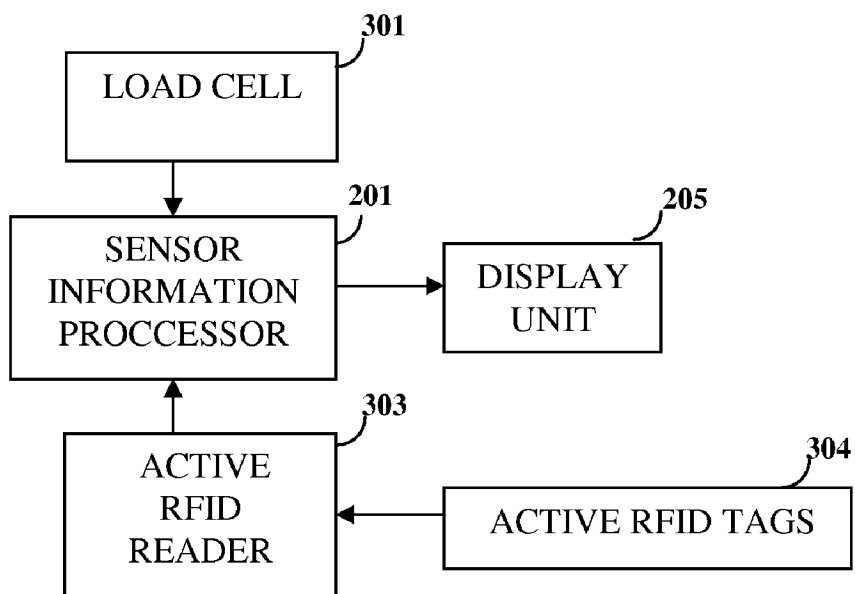 301
LOAD CELL
201
SENSOR
INFORMATION
PROCCESSOR
205
DISPLAY
UNIT
303
ACTIVE
RFID
READER
304
ACTIVE RFID TAGS